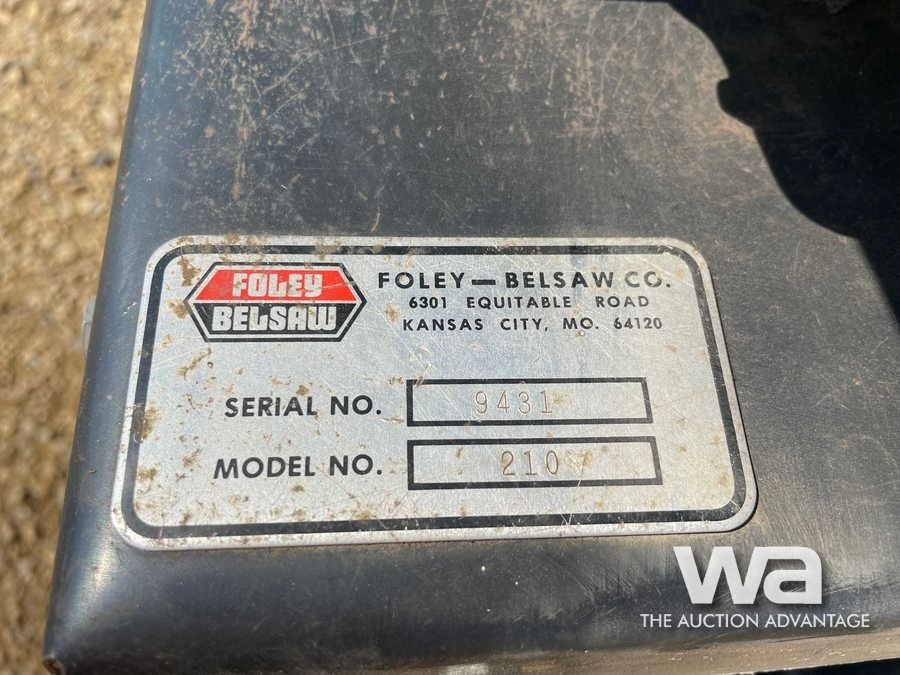 FOLEY
BELSAW
FOLEY—BELSAW CO.
6301 EQUITABLE ROAD
KANSAS CITY, MO. 64120
SERIAL NO. 9431
MODEL NO. 210
wa
THE AUCTION ADVANTAGE